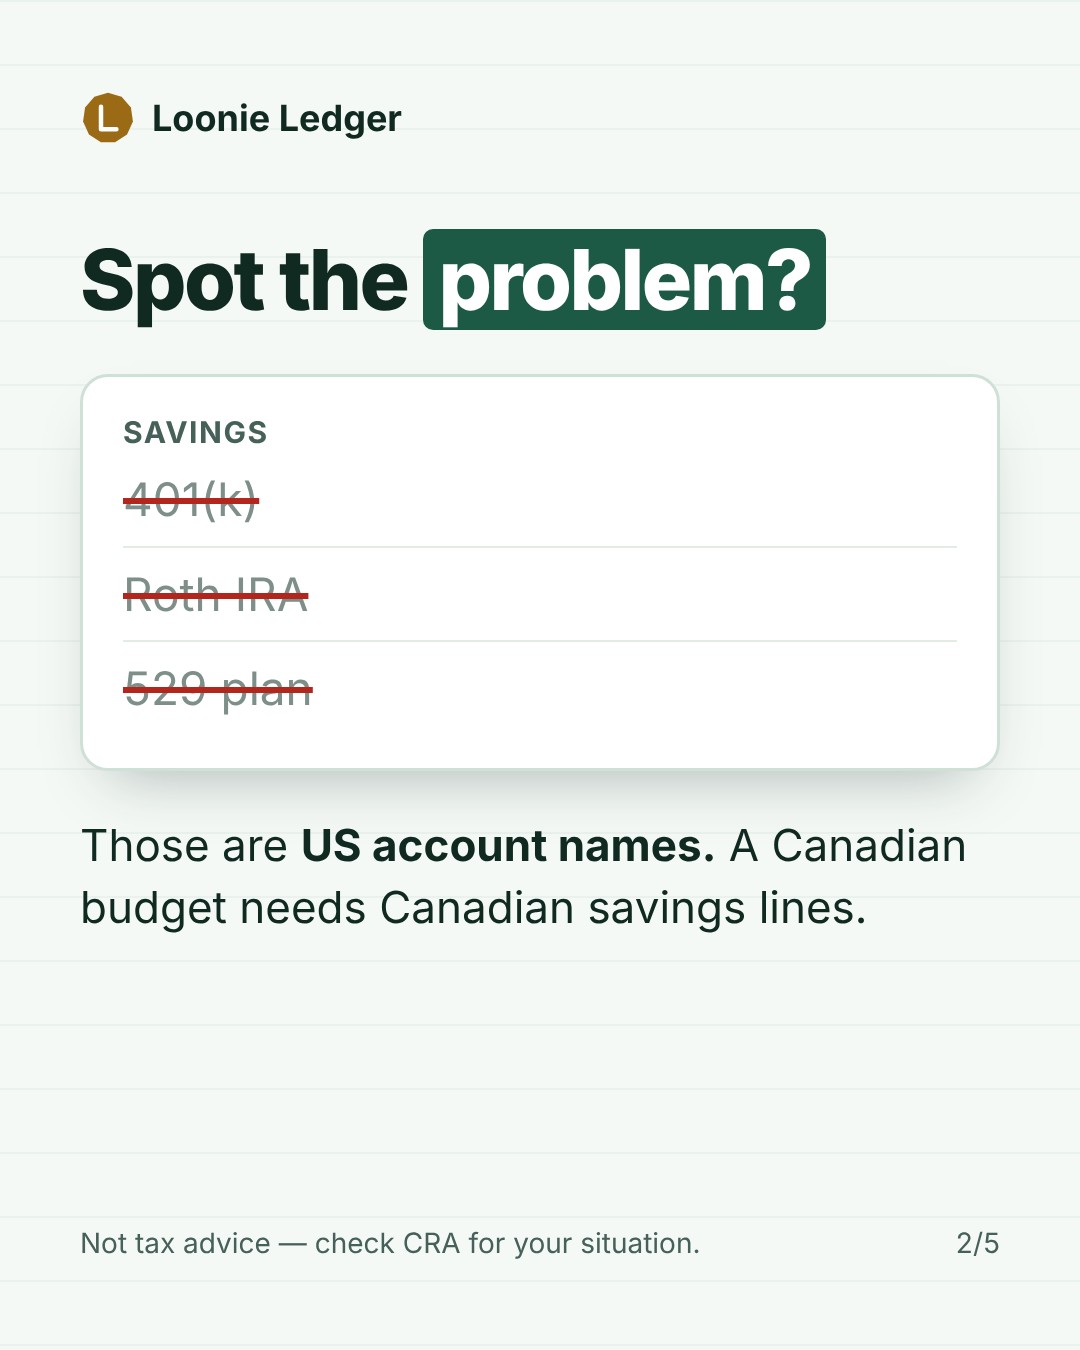 L Loonie Ledger
Spot the problem?
SAVINGS
401(k)
Roth IRA
529 plan
Those are US account names. A Canadian
budget needs Canadian savings lines.
Not tax advice — check CRA for your situation. 2/5